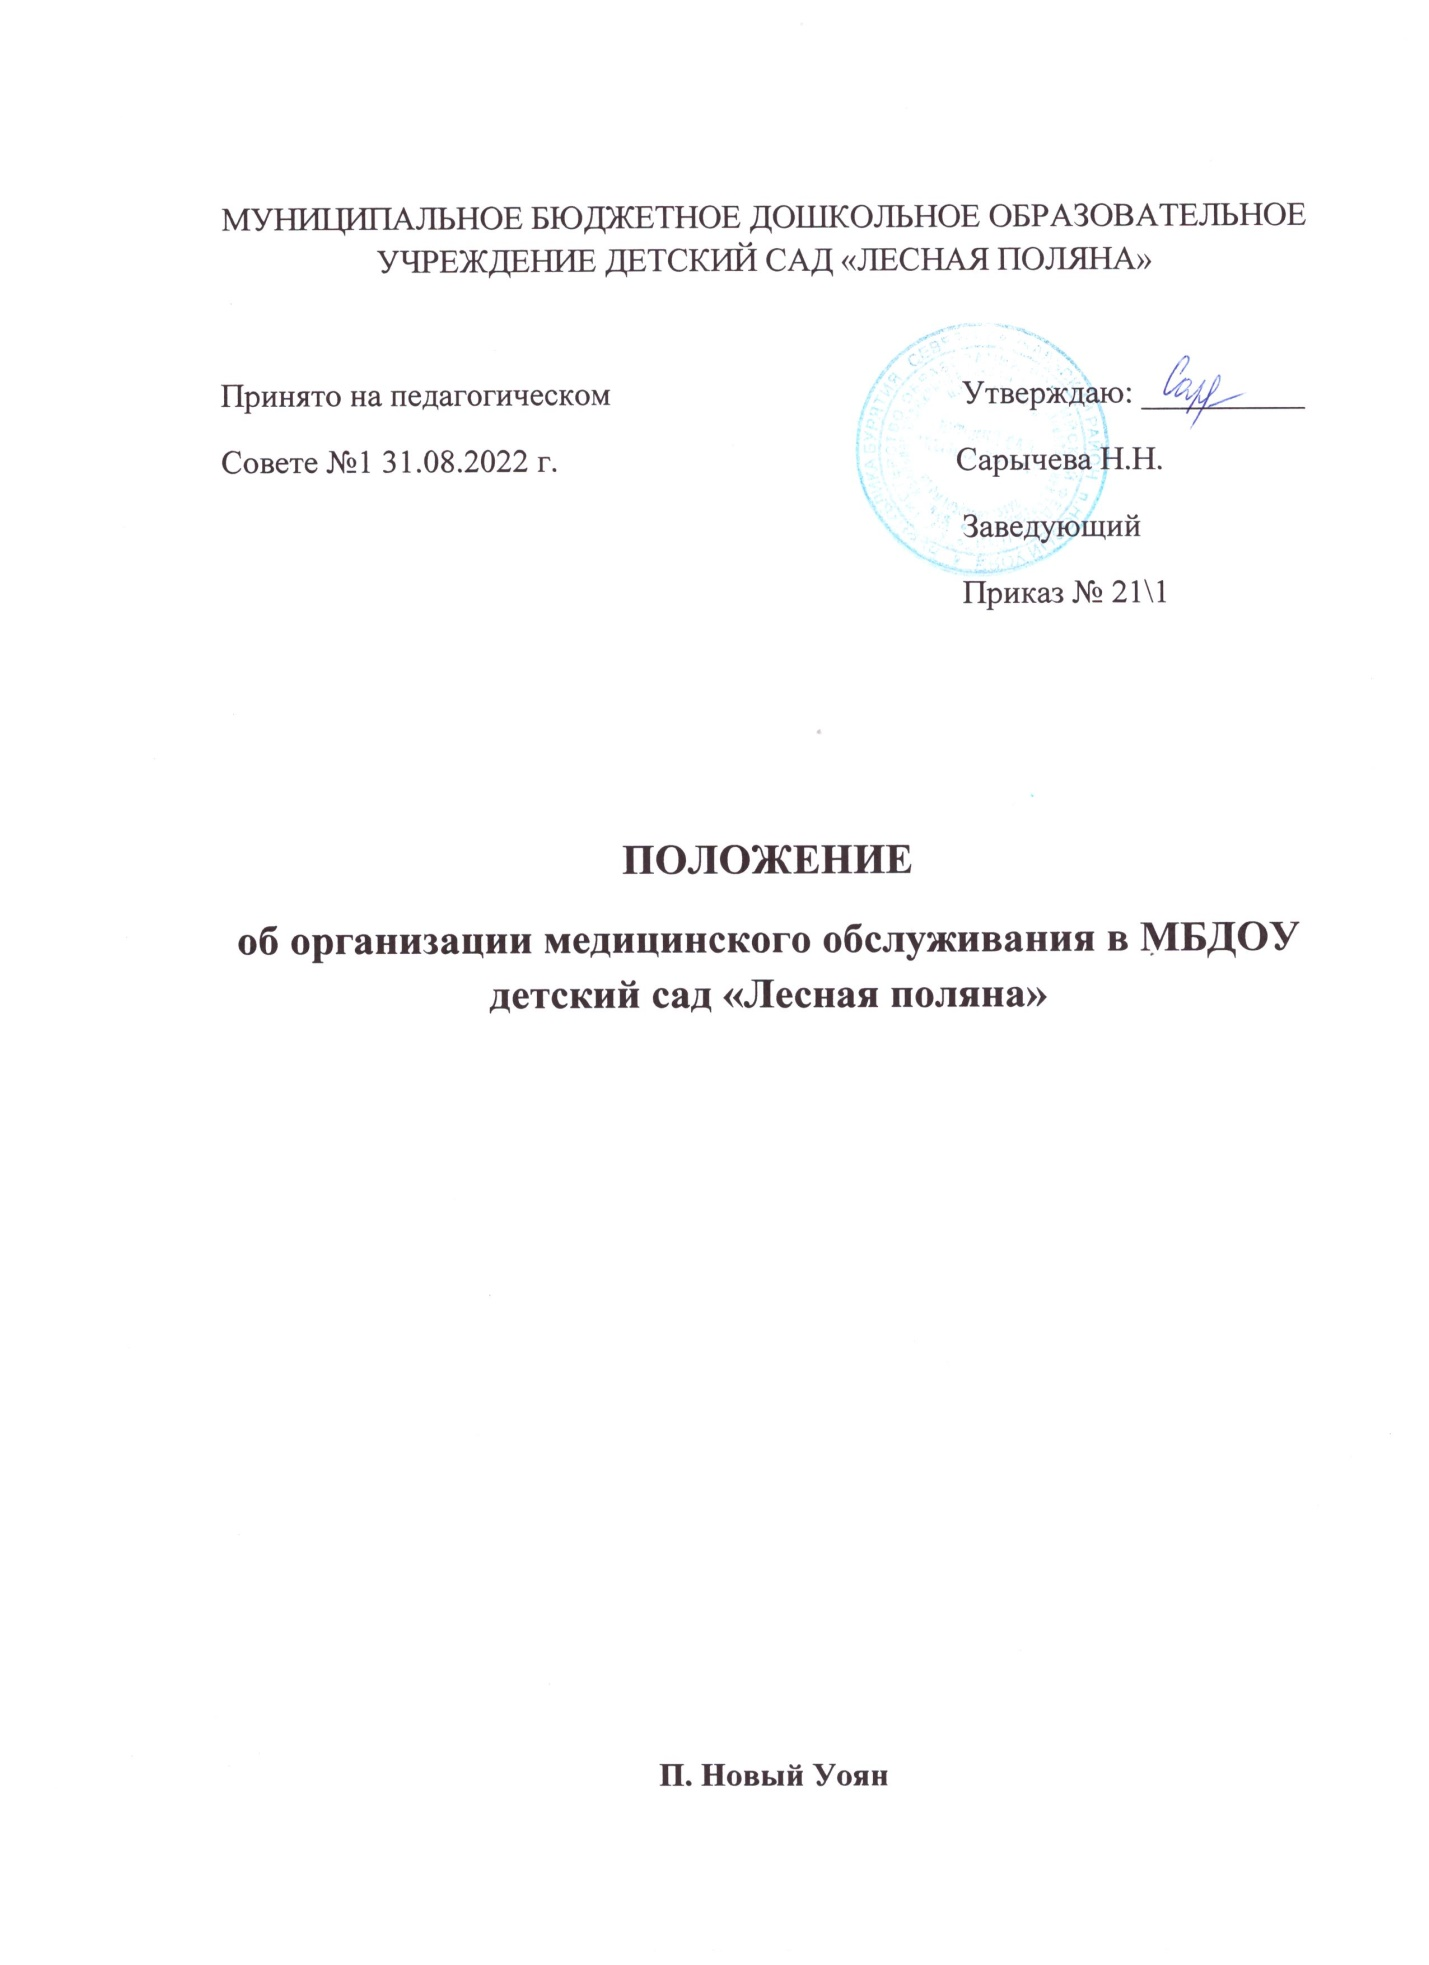 МУНИЦИПАЛЬНОЕ БЮДЖЕТНОЕ ДОШКОЛЬНОЕ ОБРАЗОВАТЕЛЬНОЕ
УЧРЕЖДЕНИЕ ДЕТСКИЙ САД «ЛЕСНАЯ ПОЛЯНА»
Принято на педагогическом
Совете №1 31.08.2022 г.
Утверждаю: ___________
Сарычева Н.Н.
Заведующий
Приказ № 21\1
ПОЛОЖЕНИЕ
об организации медицинского обслуживания в МБДОУ
детский сад «Лесная поляна»
П. Новый Уоян